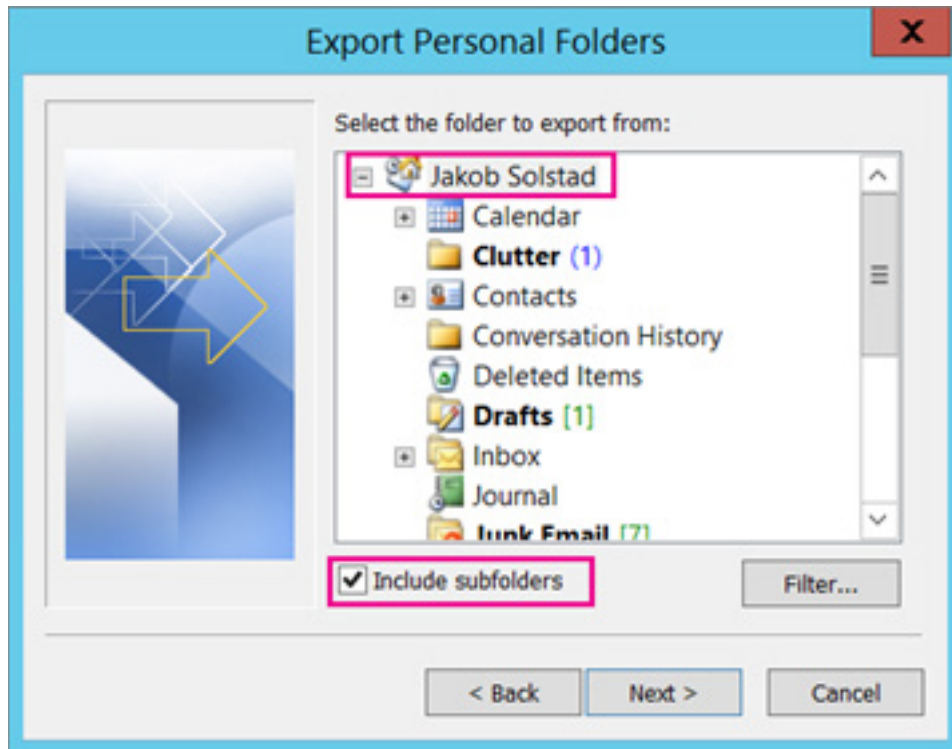 Export Personal Folders
X
Select the folder to export from:
Jakob Solstad
Calendar
Clutter (1)
Contacts
Conversation History
Deleted Items
Drafts [1]
Inbox
Journal
Junk Email [7]
Include subfolders
Filter...
< Back
Next >
Cancel